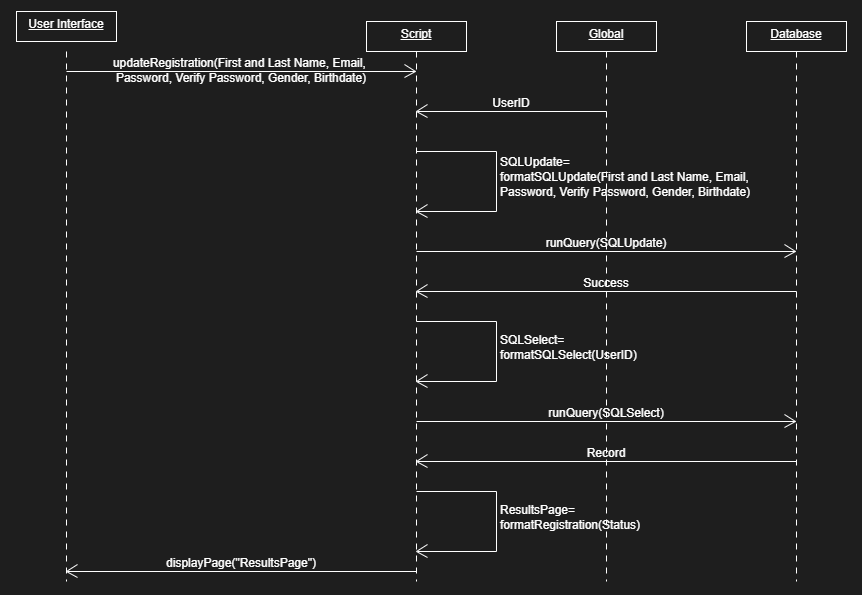 User Interface
Script
Global
Database
updateRegistration(First and Last Name, Email,
Password, Verify Password, Gender, Birthdate)
UserID
SQLUpdate=
formatSQLUpdate(First and Last Name, Email,
Password, Verify Password, Gender, Birthdate)
runQuery(SQLUpdate)
Success
SQLSelect=
formatSQLSelect(UserID)
runQuery(SQLSelect)
Record
ResultsPage=
formatRegistration(Status)
displayPage("ResultsPage")